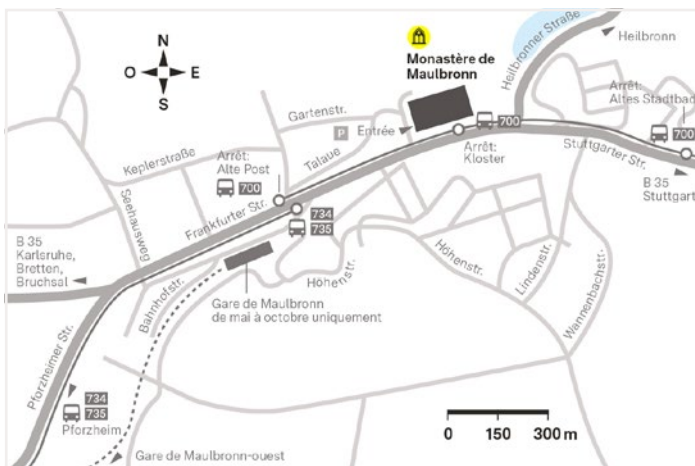 N
O E
S
Monastère de
Maulbronn
Heilbronner Straße
Heilbronn
Arrêt:
Altes Stadtbad
700
Gartenstr.
P
Entrée
700
Talaue
Arrêt:
Kloster
Stuttgarter Str.
B 35
Stuttgart
Keplerstraße
Arrêt:
Alte Post
700
Seehausweg
Frankfurter Str.
734
735
B 35
Karlsruhe,
Bretten,
Bruchsal
Bahnhofstr.
Höhenstr.
Höhenstr.
Lindenstr.
Wannenbachstr.
Gare de Maulbronn
de mai à octobre uniquement
Pforzheimer Str.
734
735
Pforzheim
Gare de Maulbronn-ouest
0 150 300 m